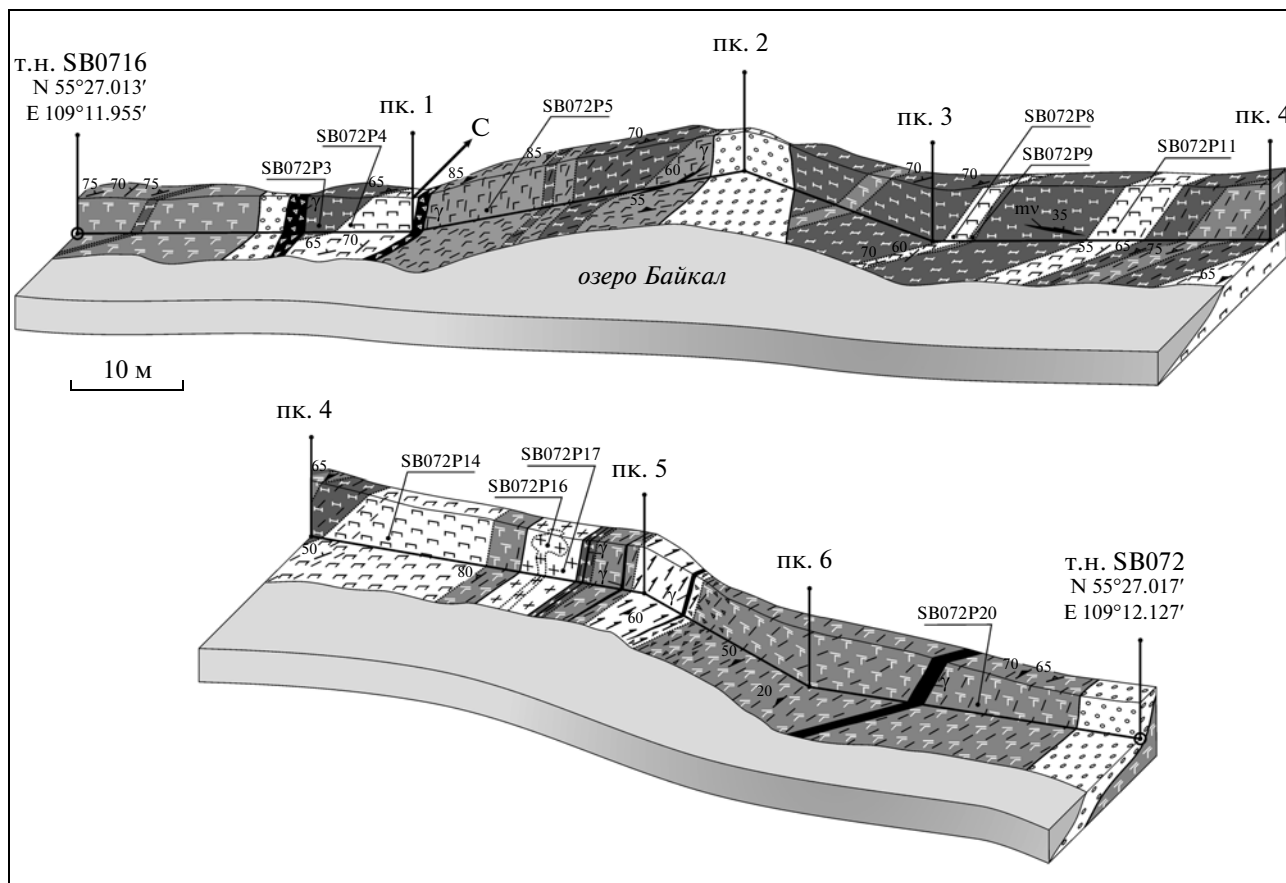 т.н. SB0716
N 55°27.013′
E 109°11.955′
пк. 1
С
пк. 2
пк. 3
пк. 4
SB072P3
SB072P4
SB072P5
SB072P8
SB072P9
SB072P11
75
70
75
65
65
70
γ
γ
85
85
70
γ
60
55
70
70
70
60
mv
35
55
65
75
75
65
озеро Байкал
10 м
пк. 4
SB072P14
SB072P16
SB072P17
пк. 5
пк. 6
SB072P20
т.н. SB072
N 55°27.017′
E 109°12.127′
65
50
80
γ
γ
60
γ
50
20
γ
70
65